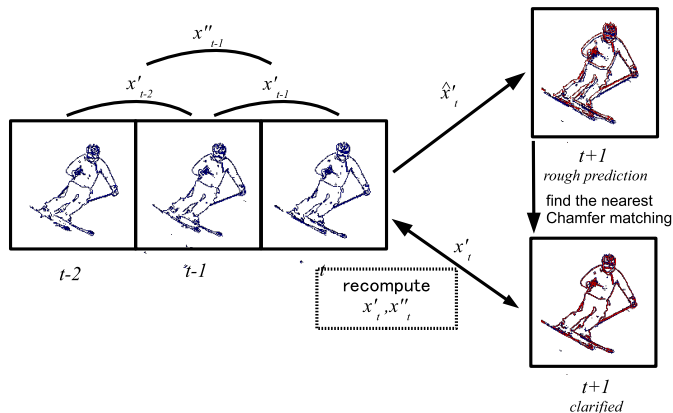 x''t-1
x't-2
x't-1
x̂'t
t+1
rough prediction
find the nearest
Chamfer matching
t-2
t-1
t
x't
recompute
x't ,x''t
t+1
clarified